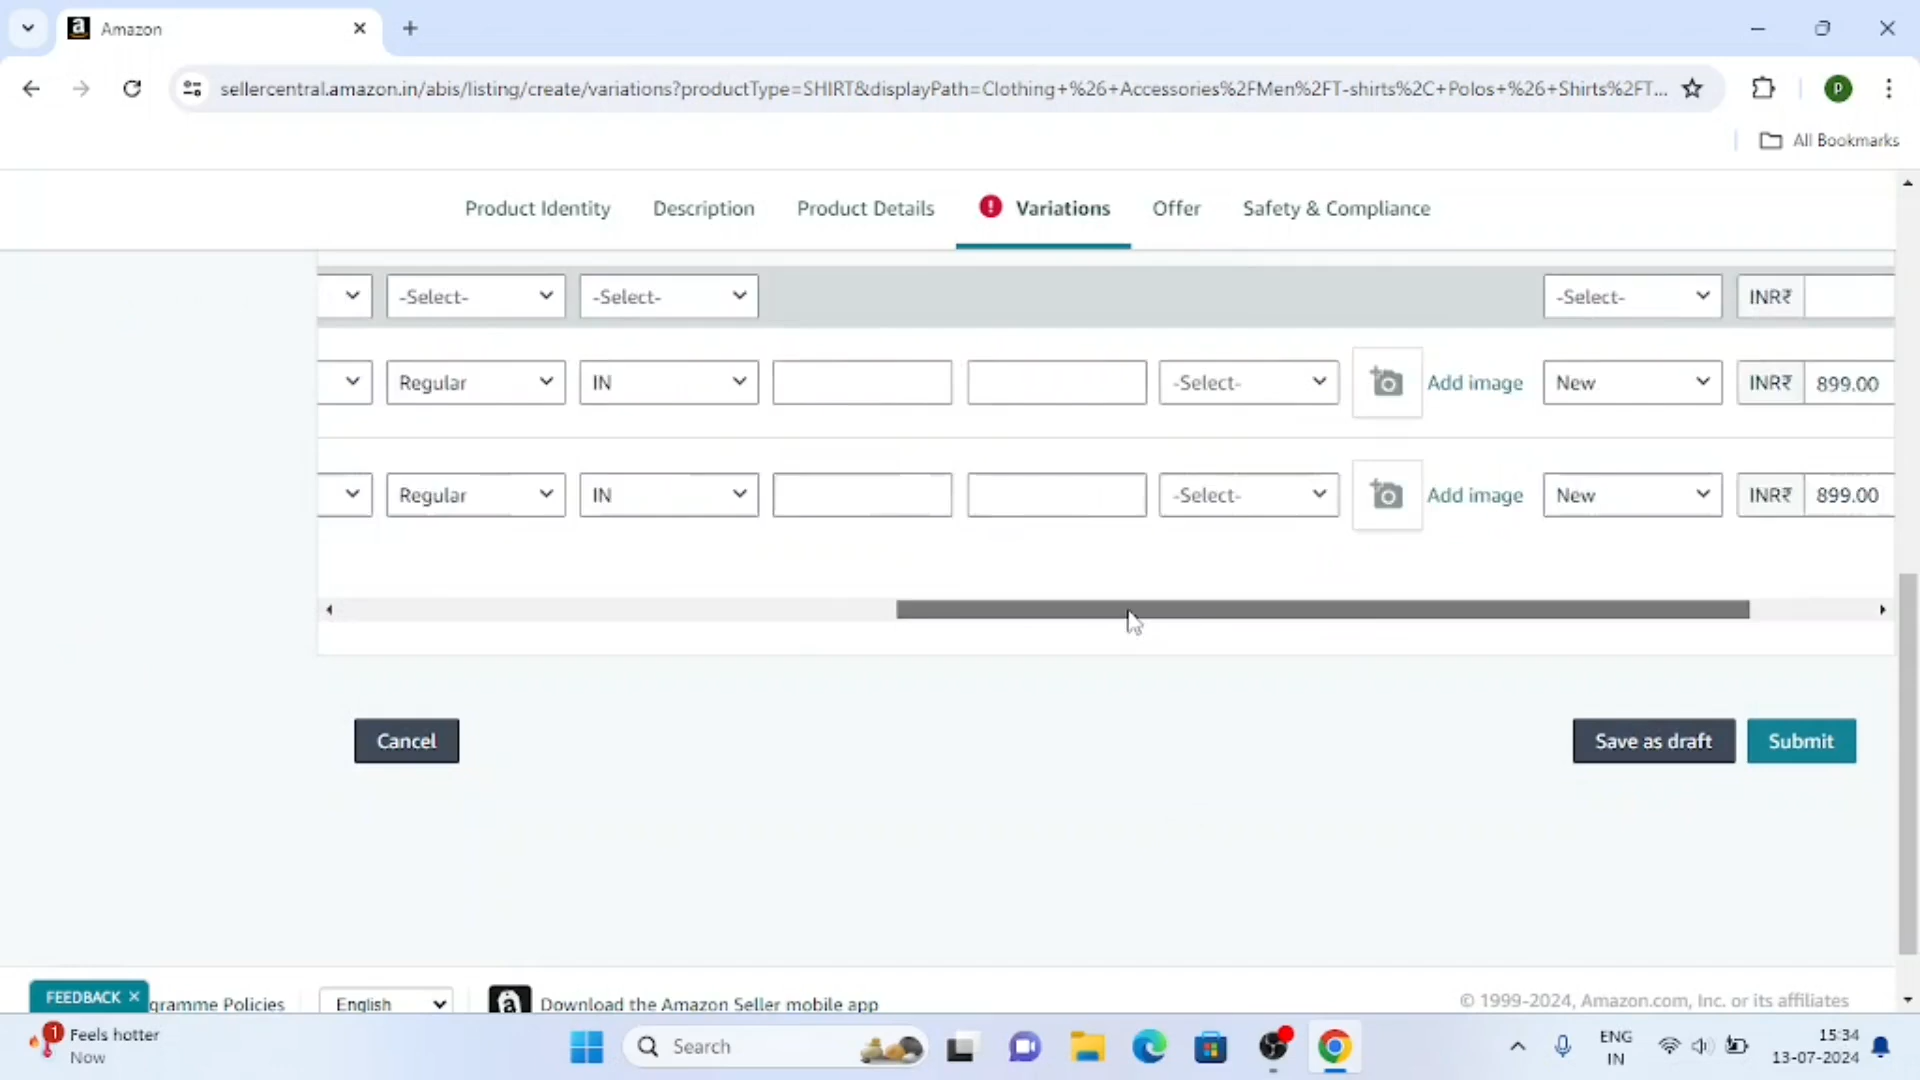 Amazon
sellercentral.amazon.in/abis/listing/create/variations?productType=SHIRT&displayPath=Clothing+%26+Accessories%2FMen%2FT-shirts%2C+Polos+%26+Shirts%2FT...
P
All Bookmarks
Product Identity Description Product Details ! Variations Offer Safety & Compliance
-Select- -Select- -Select- INR₹
Regular IN -Select- Add image New INR₹ 899.00
Regular IN -Select- Add image New INR₹ 899.00
Cancel Save as draft Submit
FEEDBACK × gramme Policies English Download the Amazon Seller mobile app © 1999-2024, Amazon.com, Inc. or its affiliates
1 Feels hotter
Now
Search
ENG
IN
15:34
13-07-2024